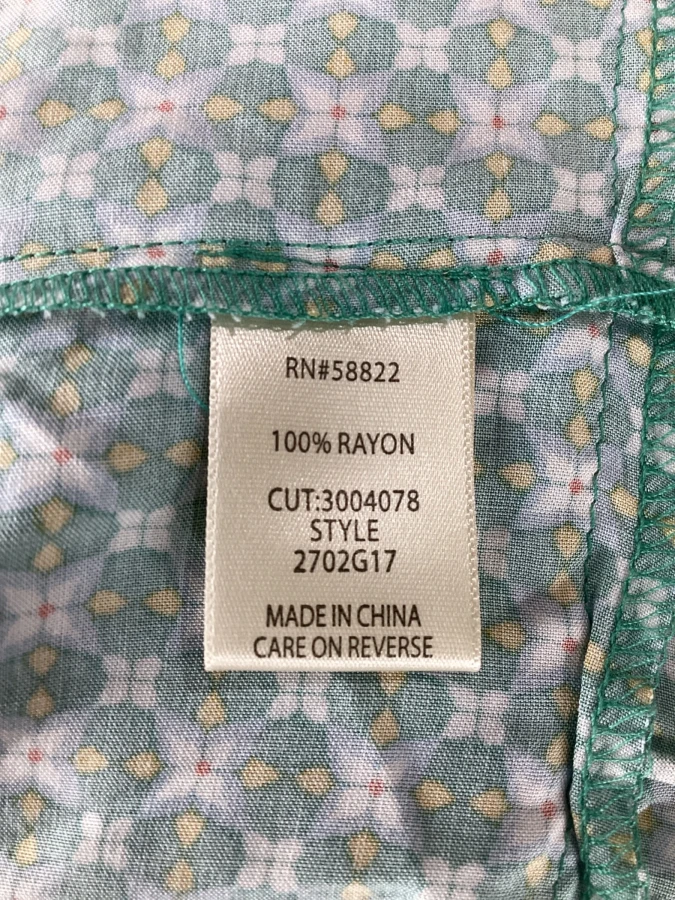 RN#58822
100% RAYON
CUT:3004078
STYLE
2702G17
MADE IN CHINA
CARE ON REVERSE